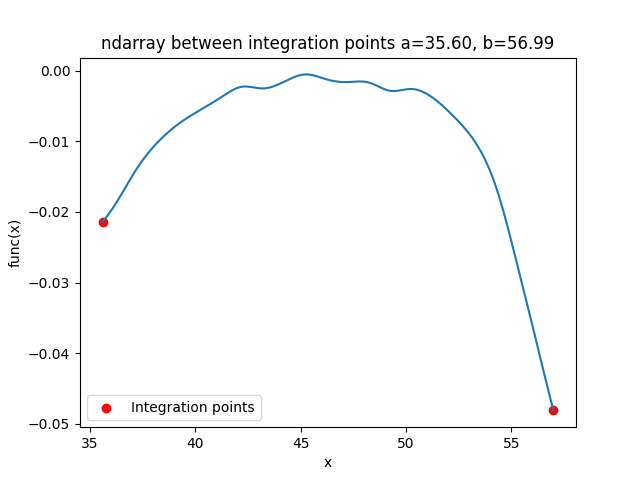 ndarray between integration points a=35.60, b=56.99
0.00
−0.01
−0.02
−0.03
−0.04
−0.05
func(x)
Integration points
35 40 45 50 55
x